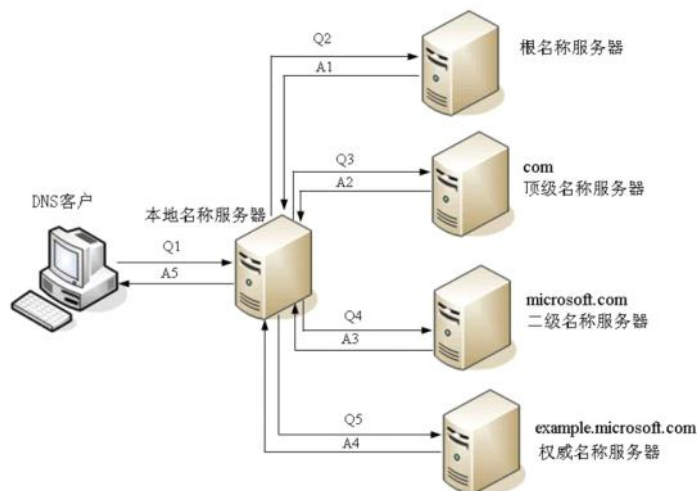 Q2
根名称服务器
A1
Q3
com
A2
顶级名称服务器
DNS客户
本地名称服务器
Q1
A5
Q4
microsoft.com
A3
二级名称服务器
Q5
example.microsoft.com
A4
权威名称服务器